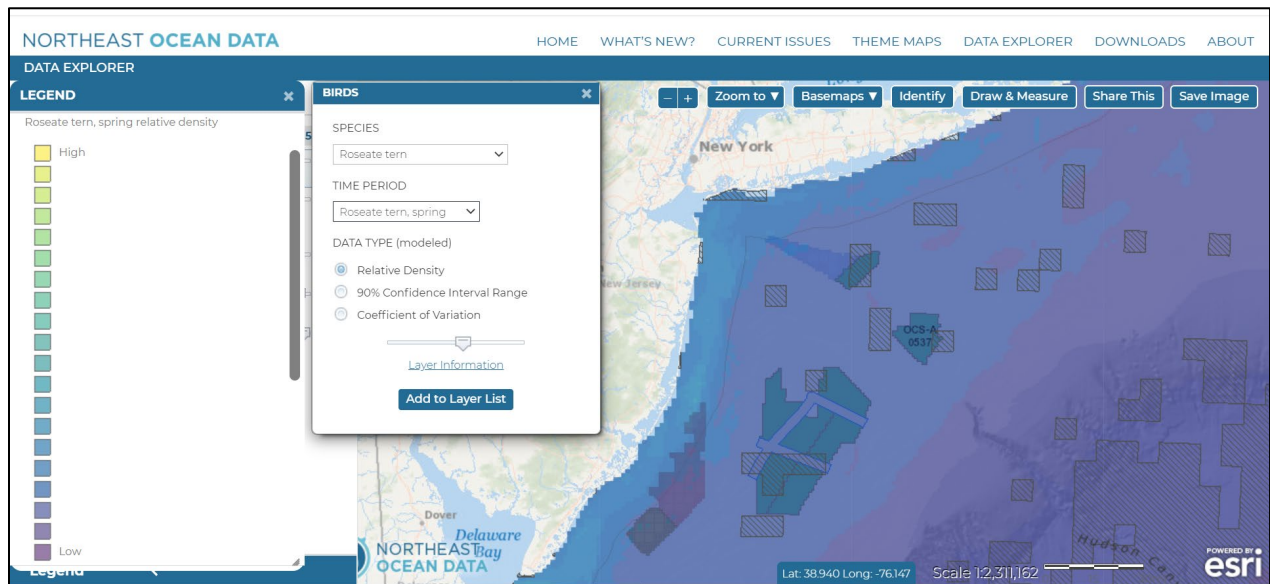 NORTHEAST OCEAN DATA
HOME WHAT'S NEW? CURRENT ISSUES THEME MAPS DATA EXPLORER DOWNLOADS ABOUT
DATA EXPLORER
LEGEND ×
Roseate tern, spring relative density
High
Low
Legend
BIRDS ×
SPECIES
Roseate tern
TIME PERIOD
Roseate tern, spring
DATA TYPE (modeled)
Relative Density
90% Confidence Interval Range
Coefficient of Variation
Layer Information
Add to Layer List
− + Zoom to ▼ Basemaps ▼ Identify Draw & Measure Share This Save Image
New York
New Jersey
OCS-A
0537
Dover
Delaware
Bay
Hudson Can
NORTHEAST
OCEAN DATA
Lat: 38.940 Long: -76.147
Scale 1:2,311,162
POWERED BY
esri